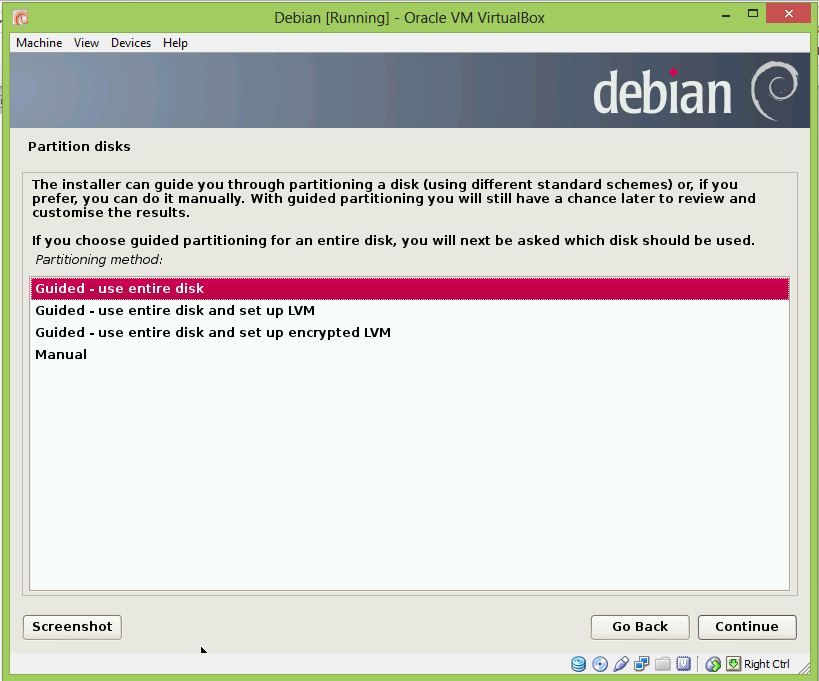 Debian [Running] - Oracle VM VirtualBox
Machine View Devices Help
debian
Partition disks
The installer can guide you through partitioning a disk (using different standard schemes) or, if you
prefer, you can do it manually. With guided partitioning you will still have a chance later to review and
customise the results.
If you choose guided partitioning for an entire disk, you will next be asked which disk should be used.
Partitioning method:
Guided - use entire disk
Guided - use entire disk and set up LVM
Guided - use entire disk and set up encrypted LVM
Manual
Screenshot Go Back Continue
Right Ctrl